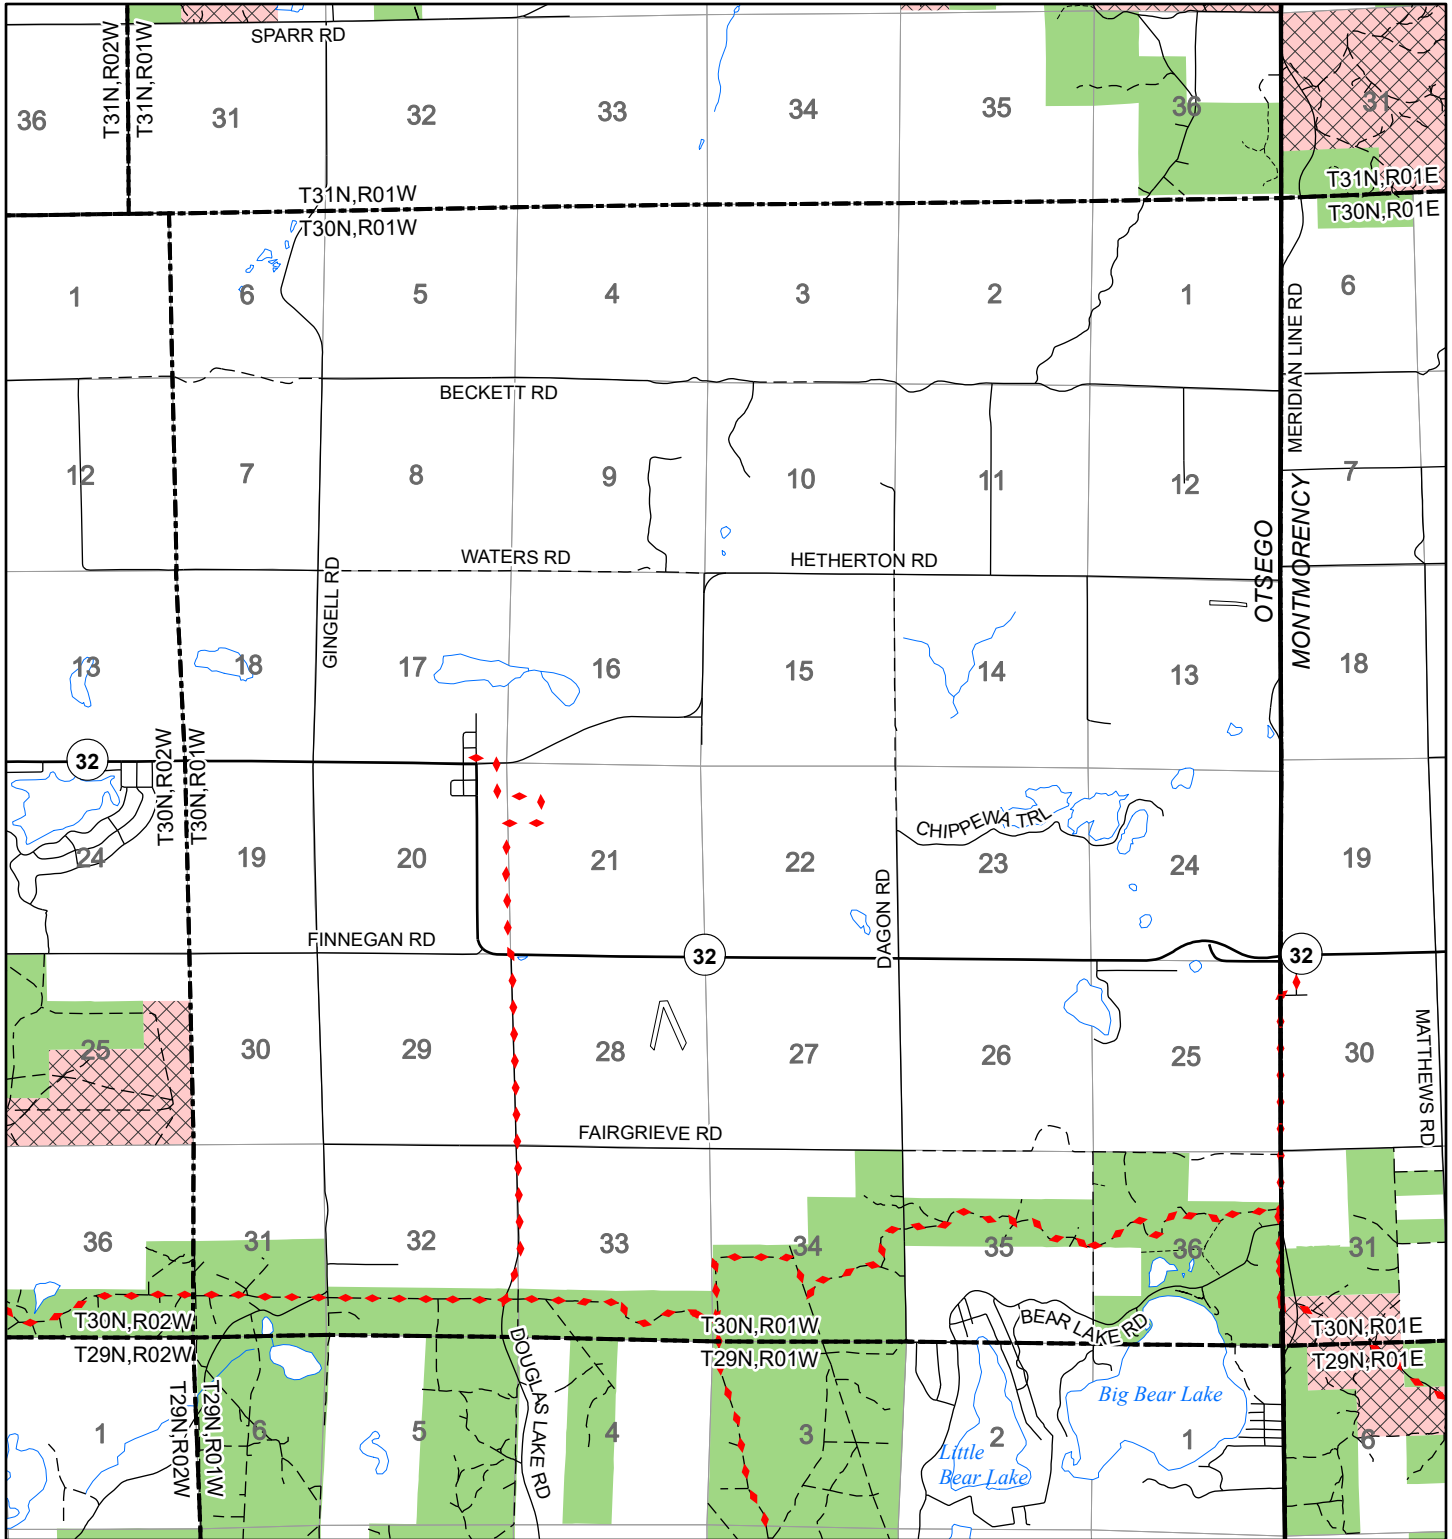 SPARR RD
T31N,R02W
T31N,R01W
36
31
32
33
34
35
36
31
T31N,R01W
T30N,R01W
T31N,R01E
T30N,R01E
1
6
5
4
3
2
1
6
MERIDIAN LINE RD
BECKETT RD
12
7
8
9
10
11
12
7
OTSEGO
MONTMORENCY
WATERS RD
HETHERTON RD
GINGELL RD
13
18
17
16
15
14
13
18
32
T30N,R02W
T30N,R01W
CHIPPEWA TRL
24
19
20
21
22
23
24
19
DAGON RD
FINNEGAN RD
32
32
25
30
29
28
27
26
25
30
MATTHEWS RD
FAIRGRIEVE RD
36
31
32
33
34
35
36
31
T30N,R02W
T29N,R02W
T30N,R01W
T29N,R01W
BEAR LAKE RD
T30N,R01E
T29N,R01E
T29N,R02W
T29N,R01W
DOUGLAS LAKE RD
Big Bear Lake
1
6
5
4
3
2
1
6
Little
Bear Lake